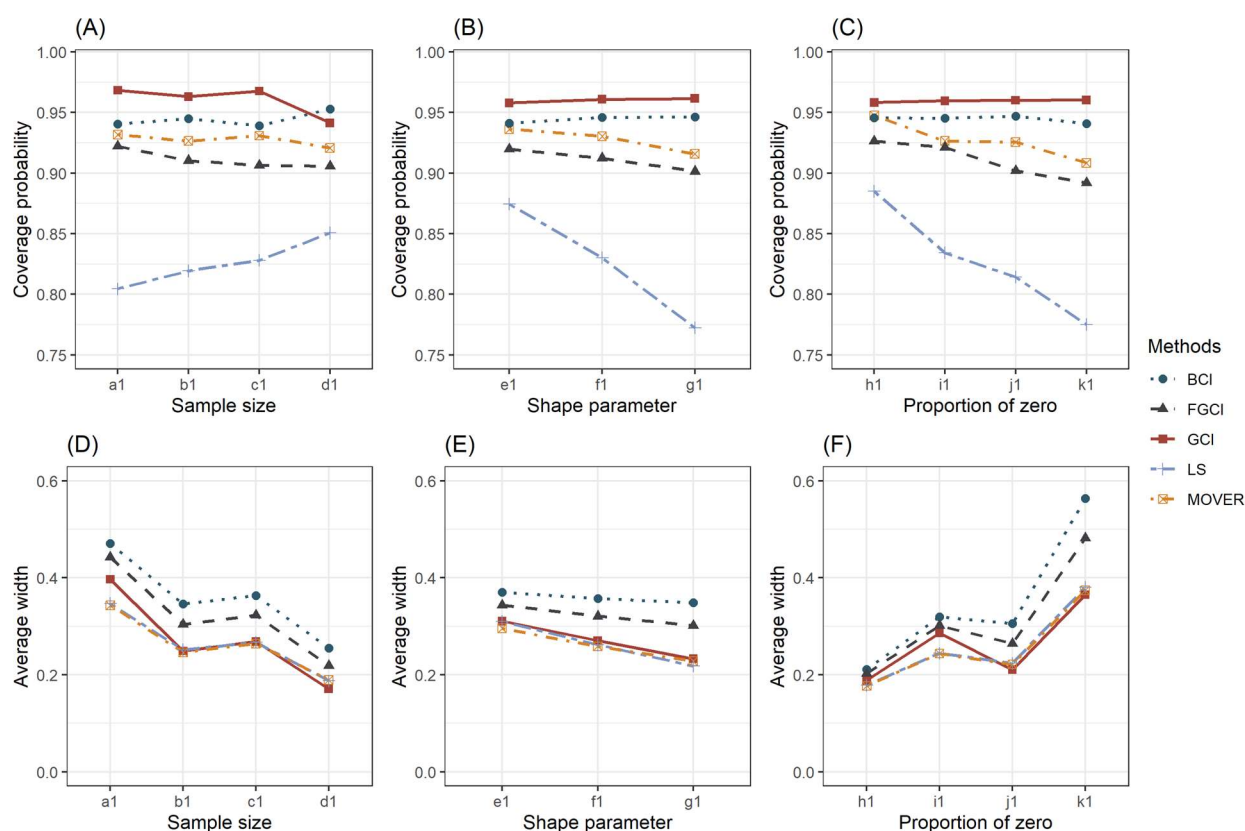 (A)
1.00
0.95
0.90
0.85
0.80
0.75
Coverage probability
a1 b1 c1 d1
Sample size
(B)
1.00
0.95
0.90
0.85
0.80
0.75
Coverage probability
e1 f1 g1
Shape parameter
(C)
1.00
0.95
0.90
0.85
0.80
0.75
Coverage probability
h1 i1 j1 k1
Proportion of zero
(D)
0.6
0.4
0.2
0.0
Average width
a1 b1 c1 d1
Sample size
(E)
0.6
0.4
0.2
0.0
Average width
e1 f1 g1
Shape parameter
(F)
0.6
0.4
0.2
0.0
Average width
h1 i1 j1 k1
Proportion of zero
Methods
BCI
FGCI
GCI
LS
MOVER